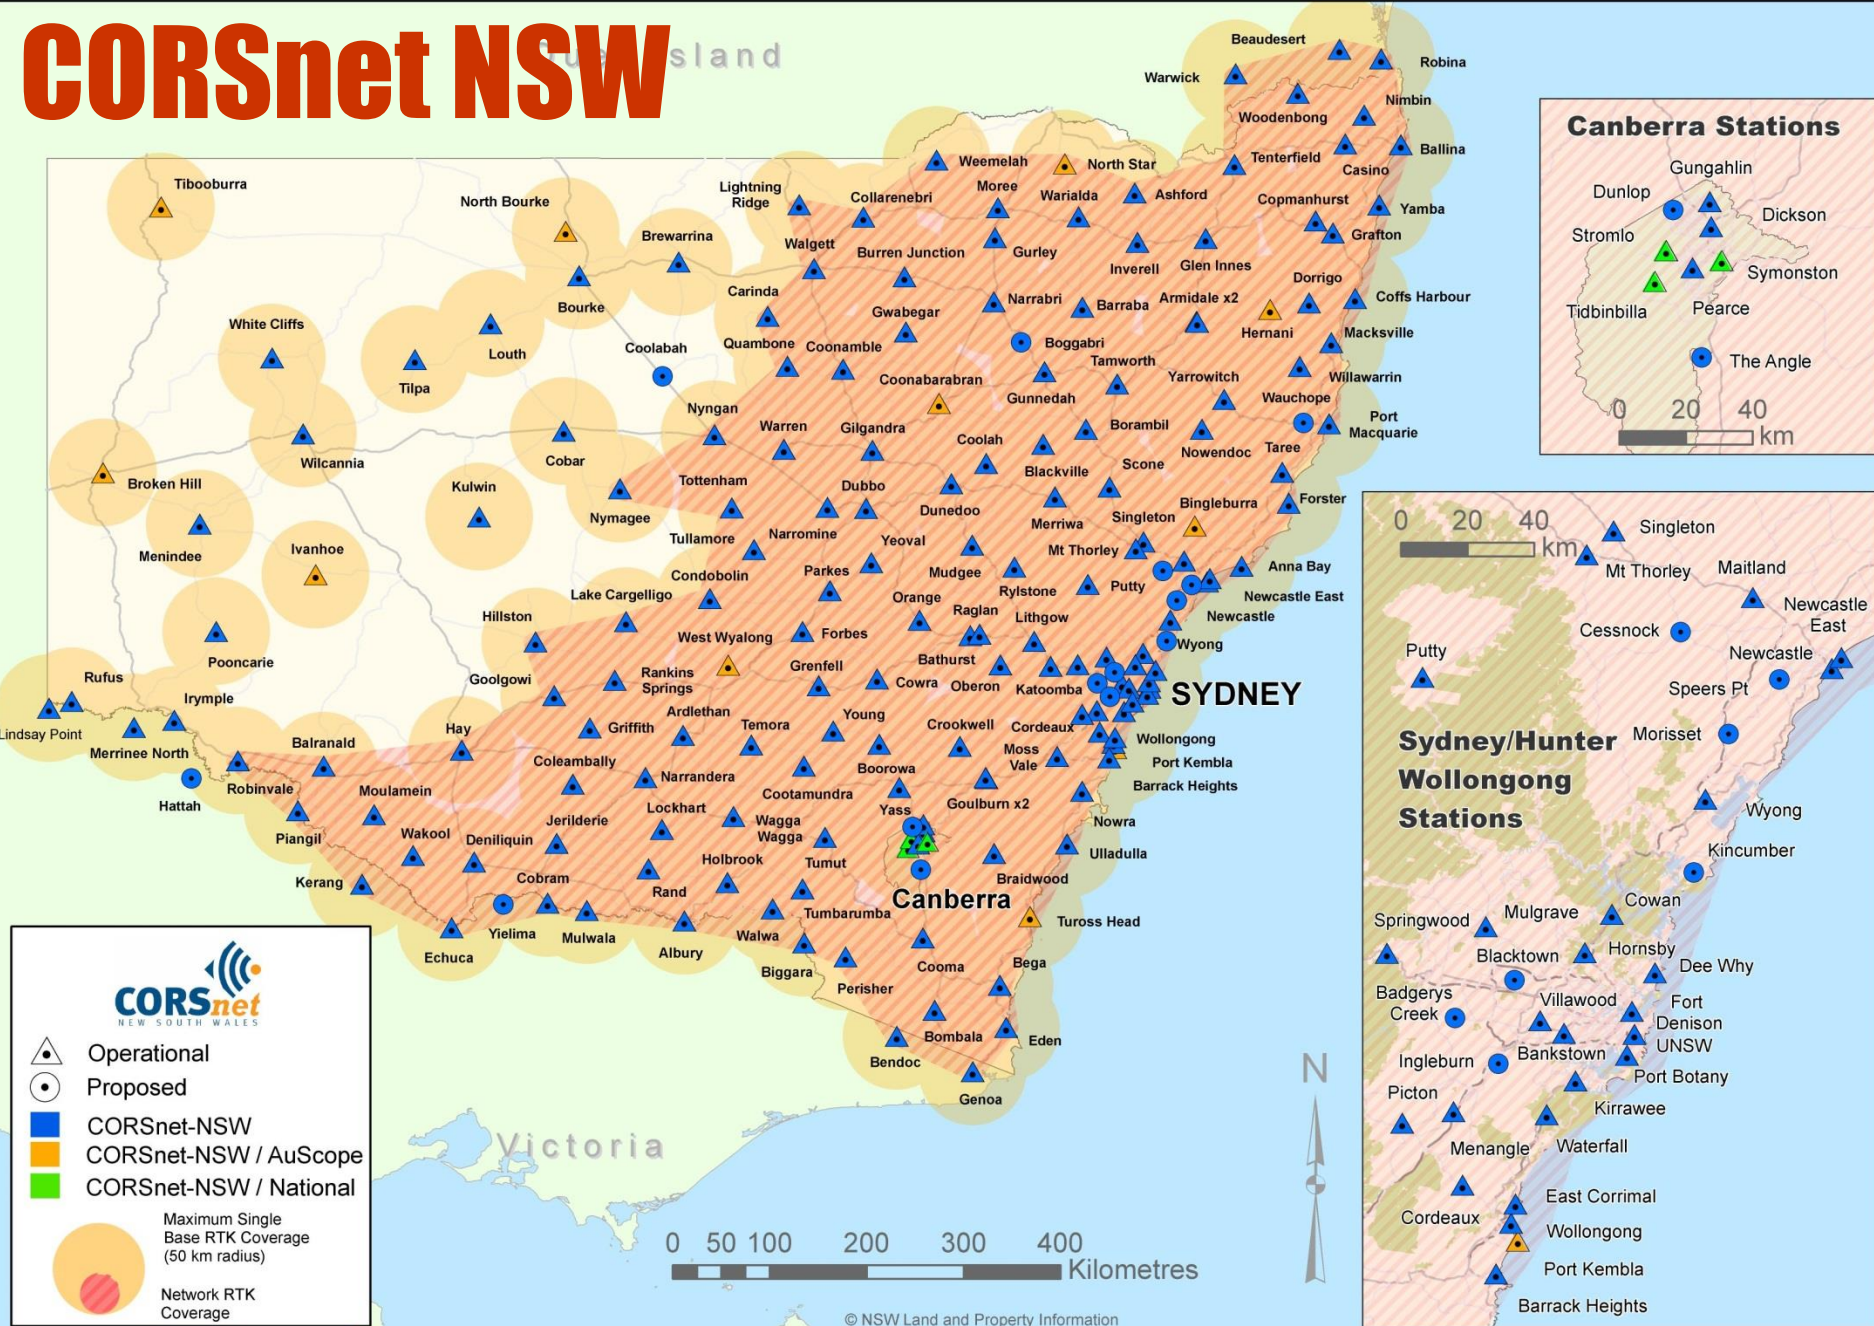 CORSnet NSW
Beaudesert
Robina
Warwick
Nimbin
Woodenbong
Ballina
Tenterfield
Casino
Weemelah
North Star
Tibooburra
Lightning
Ridge
Collarenebri
Moree
Warialda
Ashford
Copmanhurst
Yamba
North Bourke
Brewarrina
Walgett
Burren Junction
Gurley
Inverell
Glen Innes
Grafton
Bourke
Carinda
Gwabegar
Narrabri
Barraba
Armidale x2
Dorrigo
Coffs Harbour
Hernani
Macksville
White Cliffs
Louth
Coolabah
Quambone
Coonamble
Boggabri
Tamworth
Tilpa
Coonabarabran
Gunnedah
Yarrowitch
Willawarrin
Nyngan
Wauchope
Port
Macquarie
Warren
Gilgandra
Coolah
Borambil
Nowendoc
Taree
Wilcannia
Cobar
Blackville
Scone
Broken Hill
Kulwin
Tottenham
Dubbo
Dunedoo
Bingleburra
Forster
Nymagee
Merriwa
Singleton
Menindee
Ivanhoe
Tullamore
Narromine
Yeoval
Mt Thorley
Anna Bay
Condobolin
Parkes
Mudgee
Rylstone
Putty
Newcastle East
Lake Cargelligo
Orange
Raglan
Lithgow
Newcastle
Hillston
West Wyalong
Forbes
Wyong
Pooncarie
Bathurst
Goolgowi
Rankins
Springs
Grenfell
Cowra
Oberon
Katoomba
SYDNEY
Rufus
Irymple
Ardlethan
Temora
Young
Crookwell
Cordeaux
Lindsay Point
Merrinee North
Balranald
Hay
Griffith
Moss
Vale
Wollongong
Port Kembla
Barrack Heights
Hattah
Robinvale
Moulamein
Coleambally
Narrandera
Cootamundra
Boorowa
Goulburn x2
Piangil
Wakool
Deniliquin
Jerilderie
Lockhart
Wagga
Wagga
Yass
Nowra
Ulladulla
Kerang
Cobram
Rand
Holbrook
Tumut
Braidwood
Canberra
Echuca
Yielima
Mulwala
Albury
Walwa
Tumbarumba
Tuross Head
Biggara
Perisher
Cooma
Bega
Bombala
Eden
Bendoc
Genoa
Victoria
CORSnet
NEW SOUTH WALES
Operational
Proposed
CORSnet-NSW
CORSnet-NSW / AuScope
CORSnet-NSW / National
Maximum Single
Base RTK Coverage
(50 km radius)
Network RTK
Coverage
0 50 100 200 300 400
Kilometres
© NSW Land and Property Information
N
Canberra Stations
Gungahlin
Dunlop
Dickson
Stromlo
Symonston
Tidbinbilla
Pearce
The Angle
0 20 40
km
0 20 40
km
Singleton
Mt Thorley
Maitland
Newcastle
East
Cessnock
Putty
Newcastle
Speers Pt
Morisset
Sydney/Hunter
Wollongong
Stations
Wyong
Kincumber
Cowan
Springwood
Mulgrave
Hornsby
Blacktown
Dee Why
Badgerys
Creek
Villawood
Fort
Denison
UNSW
Ingleburn
Bankstown
Port Botany
Picton
Kirrawee
Menangle
Waterfall
East Corrimal
Cordeaux
Wollongong
Port Kembla
Barrack Heights